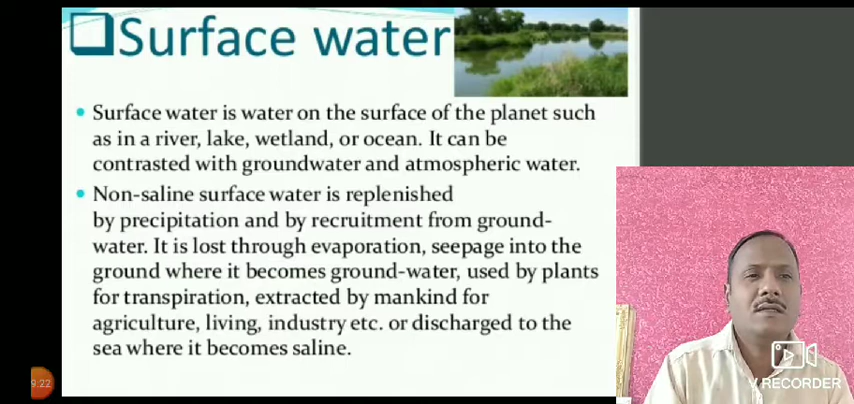 Surface water
Surface water is water on the surface of the planet such
as in a river, lake, wetland, or ocean. It can be
contrasted with groundwater and atmospheric water.
Non-saline surface water is replenished
by precipitation and by recruitment from ground-
water. It is lost through evaporation, seepage into the
ground where it becomes ground-water, used by plants
for transpiration, extracted by mankind for
agriculture, living, industry etc. or discharged to the
sea where it becomes saline.
9:22
RECORDER